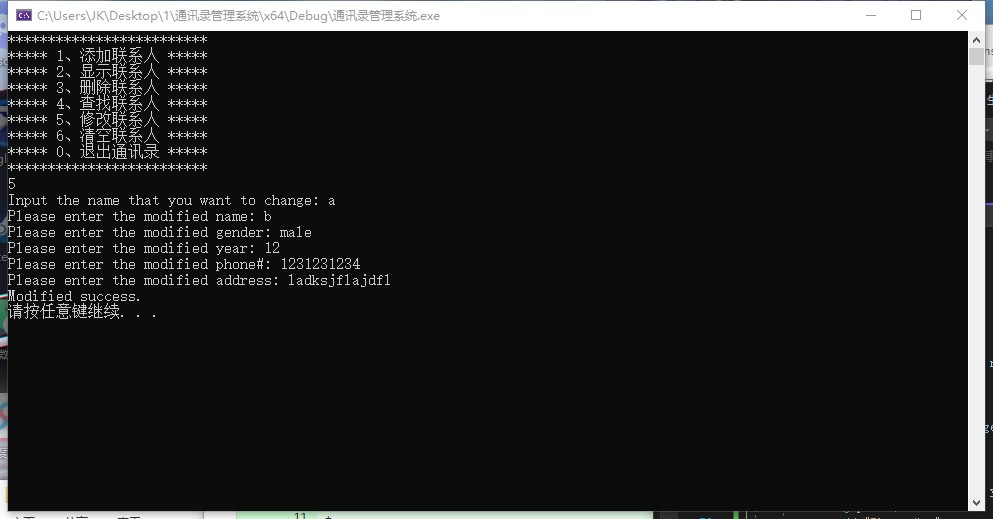 C:\Users\JK\Desktop\1\通讯录管理系统\x64\Debug\通讯录管理系统.exe
*************************
***** 1、添加联系人 *****
***** 2、显示联系人 *****
***** 3、删除联系人 *****
***** 4、查找联系人 *****
***** 5、修改联系人 *****
***** 6、清空联系人 *****
***** 0、退出通讯录 *****
*************************
5
Input the name that you want to change: a
Please enter the modified name: b
Please enter the modified gender: male
Please enter the modified year: 12
Please enter the modified phone#: 1231231234
Please enter the modified address: ladksjflajdfl
Modified success.
请按任意键继续. . .
11